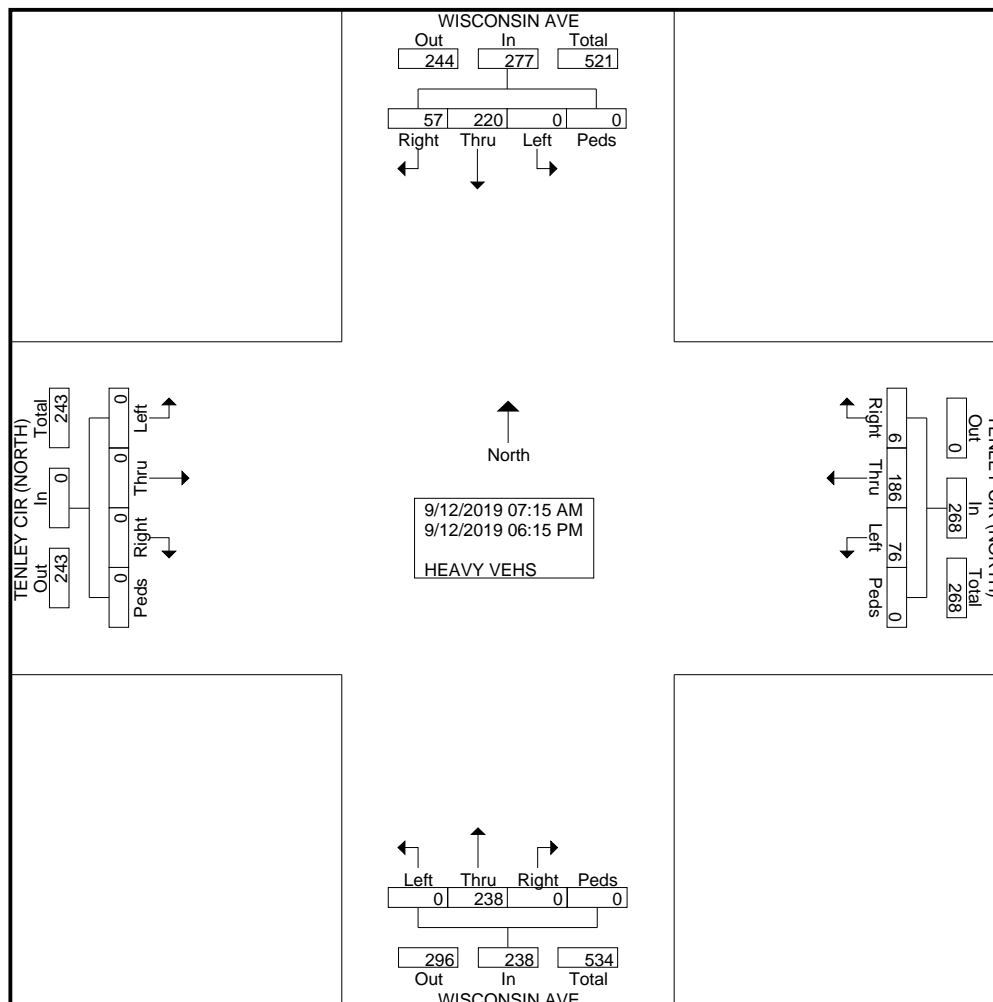 WISCONSIN AVE
Out In Total
244 277 521
57 220 0 0
Right Thru Left Peds
TENLEY CIR (NORTH)
Total In Out
243 0 243
0 0 0 0
Left Thru Right Peds
North
9/12/2019 07:15 AM
9/12/2019 06:15 PM
HEAVY VEHS
Right Thru Left Peds
6 186 76 0
Out In Total
0 268 268
CIR (NORTH)
Left Thru Right Peds
0 238 0 0
296 238 534
Out In Total
WISCONSIN AVE